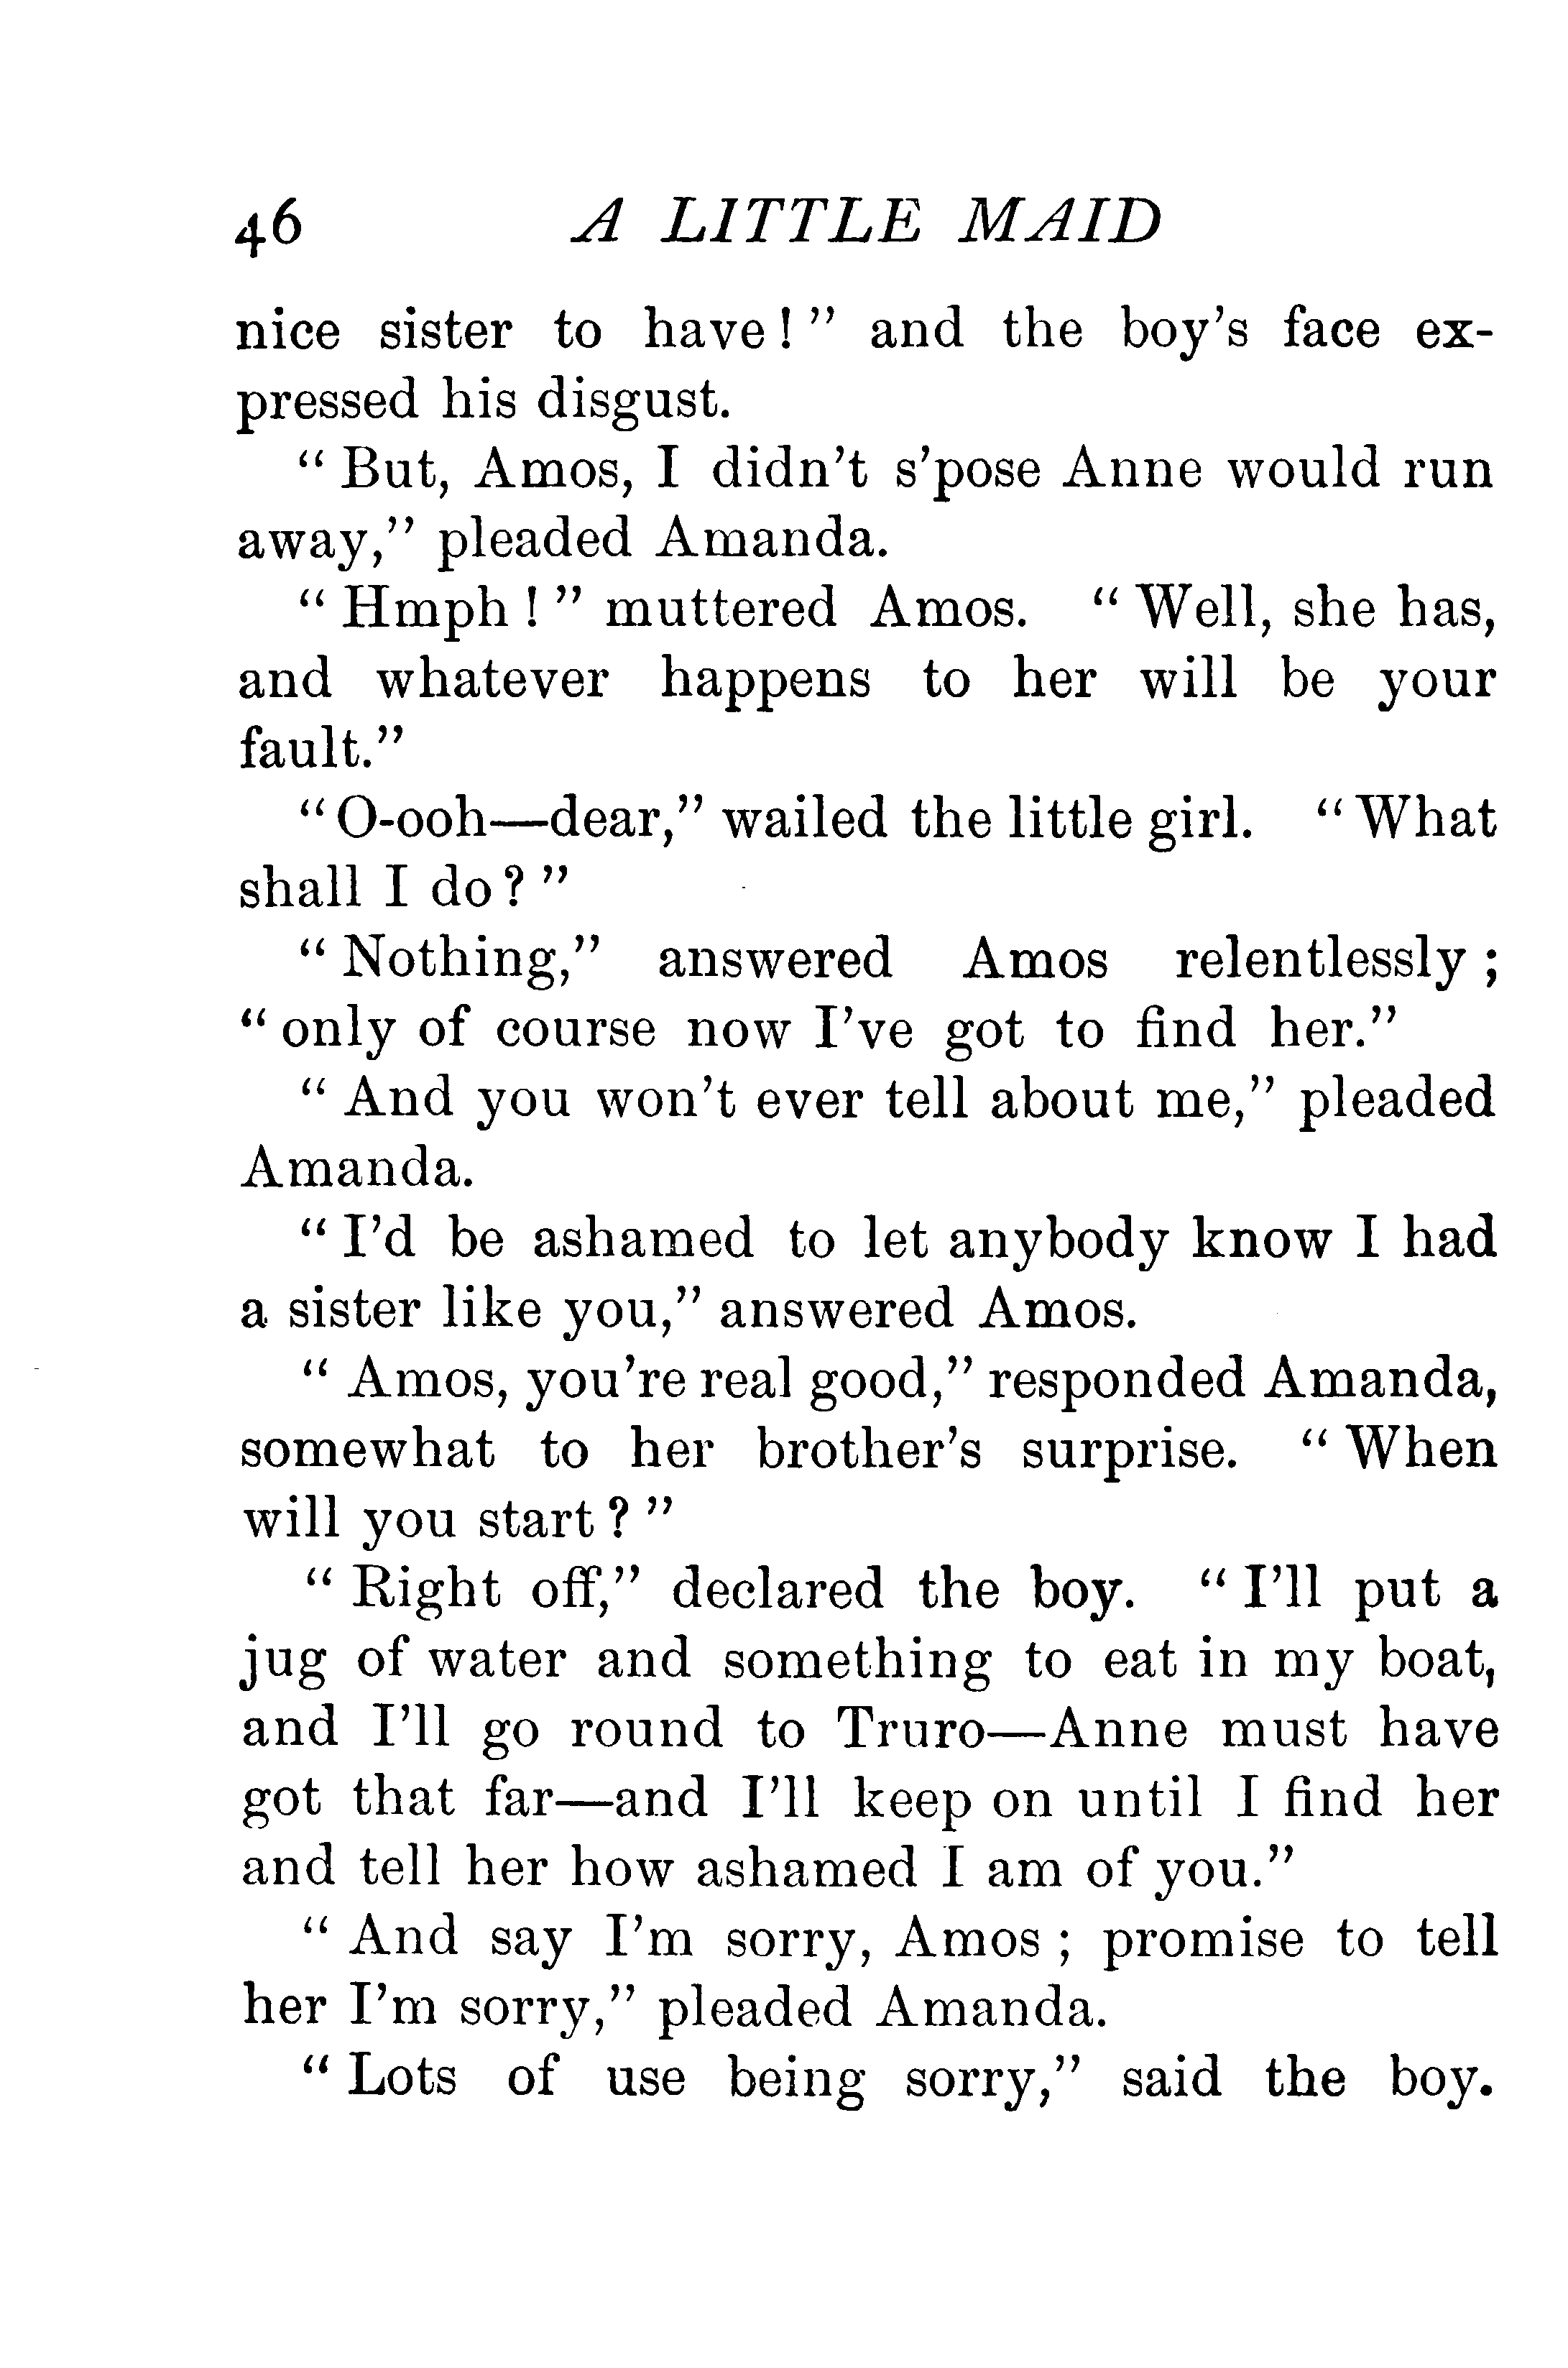 46 A LITTLE MAID
nice sister to have!” and the boy’s face ex-
pressed his disgust.
“But, Amos, I didn’t s’pose Anne would run
away,” pleaded Amanda.
“Hmph!” muttered Amos. “Well, she has,
and whatever happens to her will be your
fault.”
“O-ooh—dear,” wailed the little girl. “What
shall I do?”
“Nothing,” answered Amos relentlessly;
“only of course now I’ve got to find her.”
“And you won’t ever tell about me,” pleaded
Amanda.
“I’d be ashamed to let anybody know I had
a sister like you,” answered Amos.
“Amos, you’re real good,” responded Amanda,
somewhat to her brother’s surprise. “When
will you start?”
“Right off,” declared the boy. “I’ll put a
jug of water and something to eat in my boat,
and I’ll go round to Truro—Anne must have
got that far—and I’ll keep on until I find her
and tell her how ashamed I am of you.”
“And say I’m sorry, Amos; promise to tell
her I’m sorry,” pleaded Amanda.
“Lots of use being sorry,” said the boy.